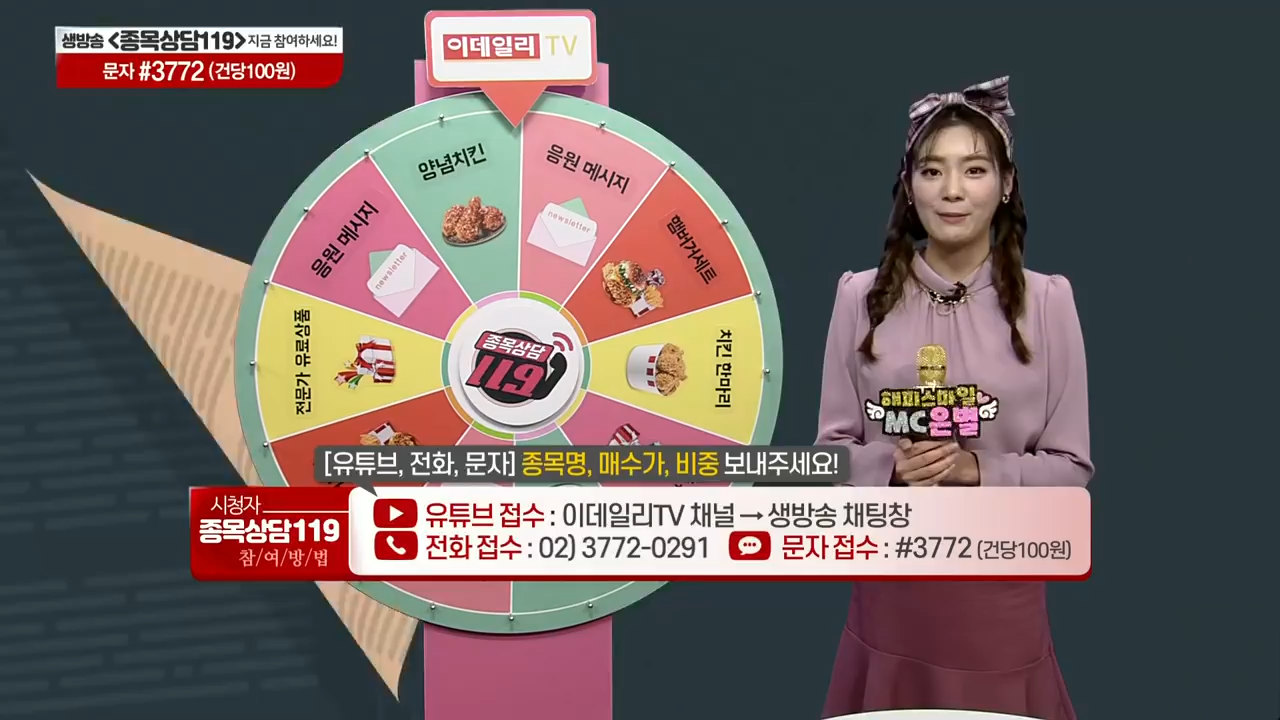 생방송 <종목상담119> 지금 참여하세요!
문자 #3772 (건당100원)
이데일리 TV
양념치킨
응원 메시지
newsletter
햄버거세트
응원 메시지
newsletter
전문가 유료상품
치킨 한마리
종목상담
119
해피스마일
MC은별
[유튜브, 전화, 문자] 종목명, 매수가, 비중 보내주세요!
시청자
종목상담119
참/여/방/법
유튜브 접수 : 이데일리TV 채널 → 생방송 채팅창
전화 접수 : 02) 3772-0291 문자 접수 : #3772 (건당100원)